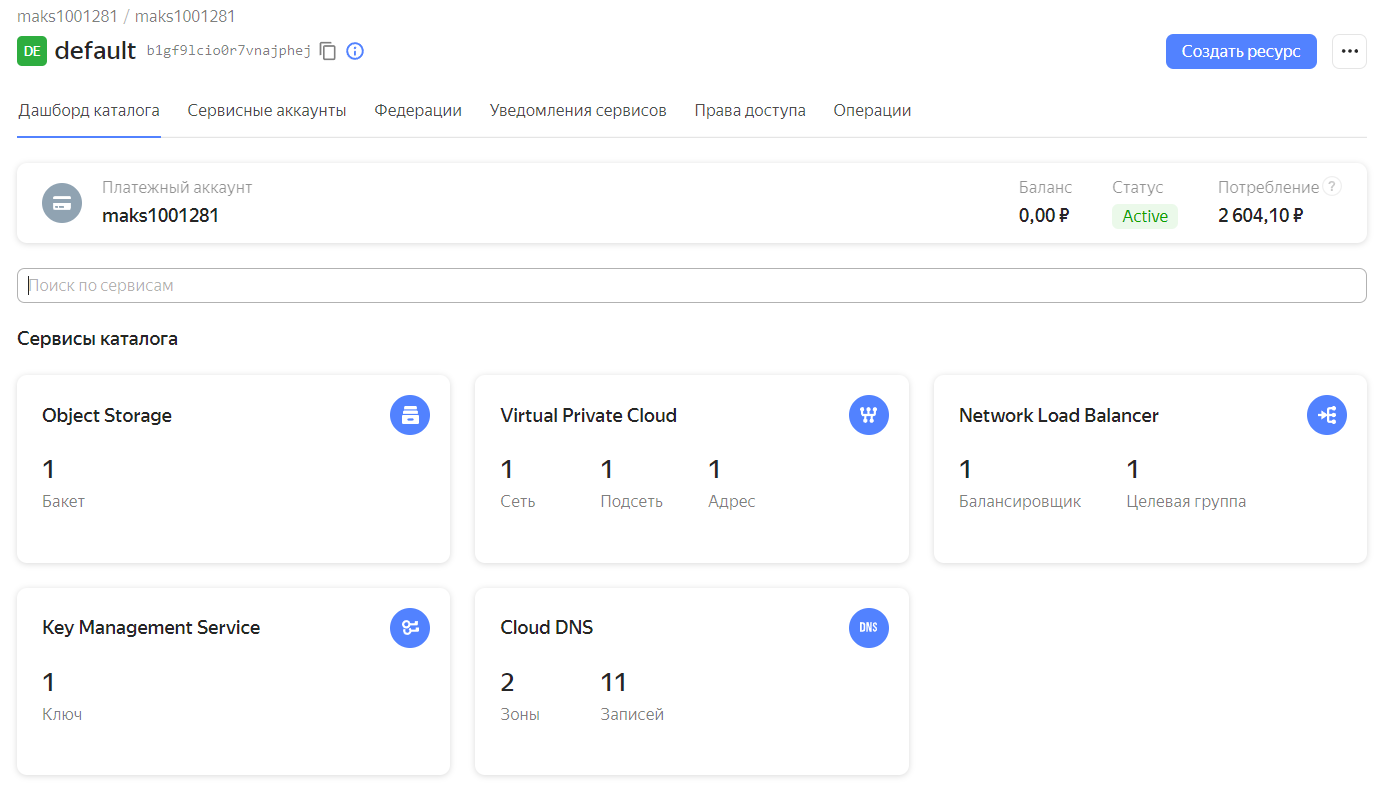 maks1001281 / maks1001281
DE default b1gf9lcio0r7vnajphej
Создать ресурс
Дашборд каталога Сервисные аккаунты Федерации Уведомления сервисов Права доступа Операции
Платежный аккаунт Баланс Статус Потребление ?
maks1001281 0,00 ₽ Active 2 604,10 ₽
Поиск по сервисам
Сервисы каталога
Object Storage
1
Бакет
Virtual Private Cloud
1 1 1
Сеть Подсеть Адрес
Network Load Balancer
1 1
Балансировщик Целевая группа
Key Management Service
1
Ключ
Cloud DNS
DNS
2 11
Зоны Записей